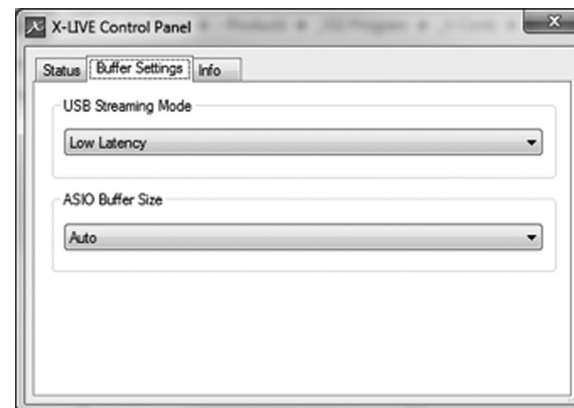 X-LIVE Control Panel
Status Buffer Settings Info
USB Streaming Mode
Low Latency
ASIO Buffer Size
Auto